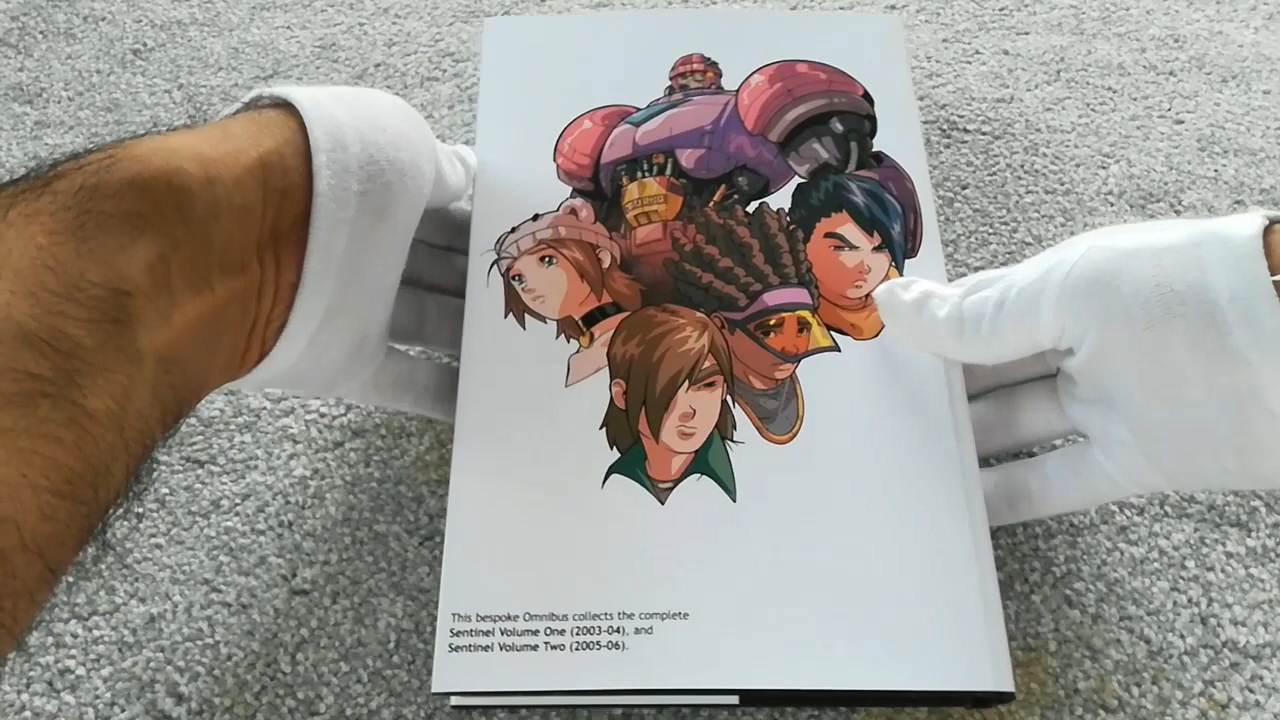 This bespoke Omnibus collects the complete
Sentinel Volume One (2003-04), and
Sentinel Volume Two (2005-06).